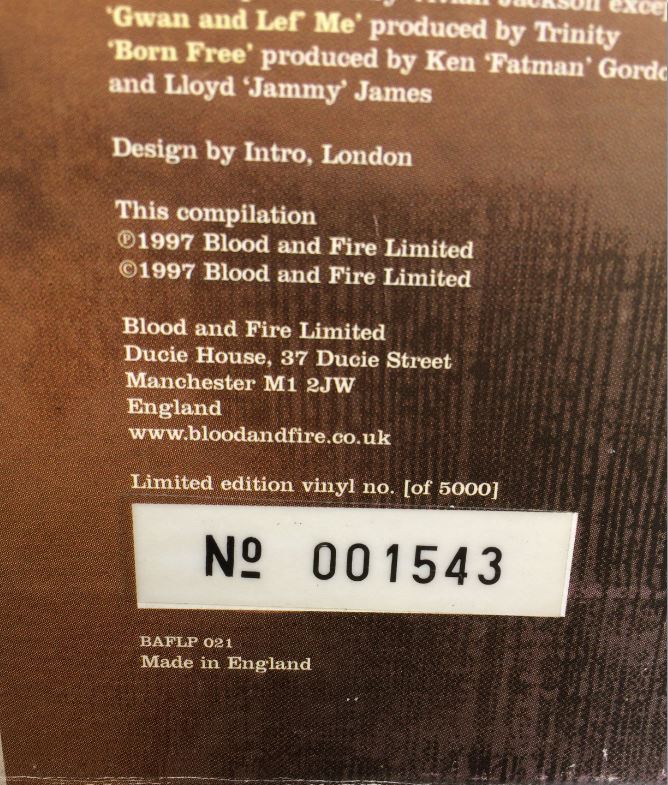 Vivian Jackson
'Gwan and Lef' Me' produced by Trinity
'Born Free' produced by Ken 'Fatman'
and Lloyd 'Jammy' James
Design by Intro, London
This compilation
℗1997 Blood and Fire Limited
©1997 Blood and Fire Limited
Blood and Fire Limited
Ducie House, 37 Ducie Street
Manchester M1 2JW
England
www.bloodandfire.co.uk
Limited edition vinyl no. [of 5000]
Nº 001543
BAFLP 021
Made in England